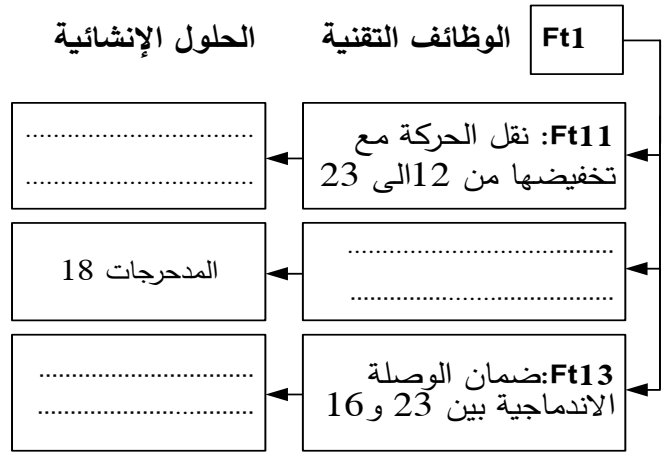 Ft1 الوظائف التقنية الحلول الإنشائية
Ft11: نقل الحركة مع
تخفيضها من 12الى 23
................................
................................
................................
................................
المدحرجات 18
Ft13:ضمان الوصلة
الاندماجية بين 23 و16
................................
................................